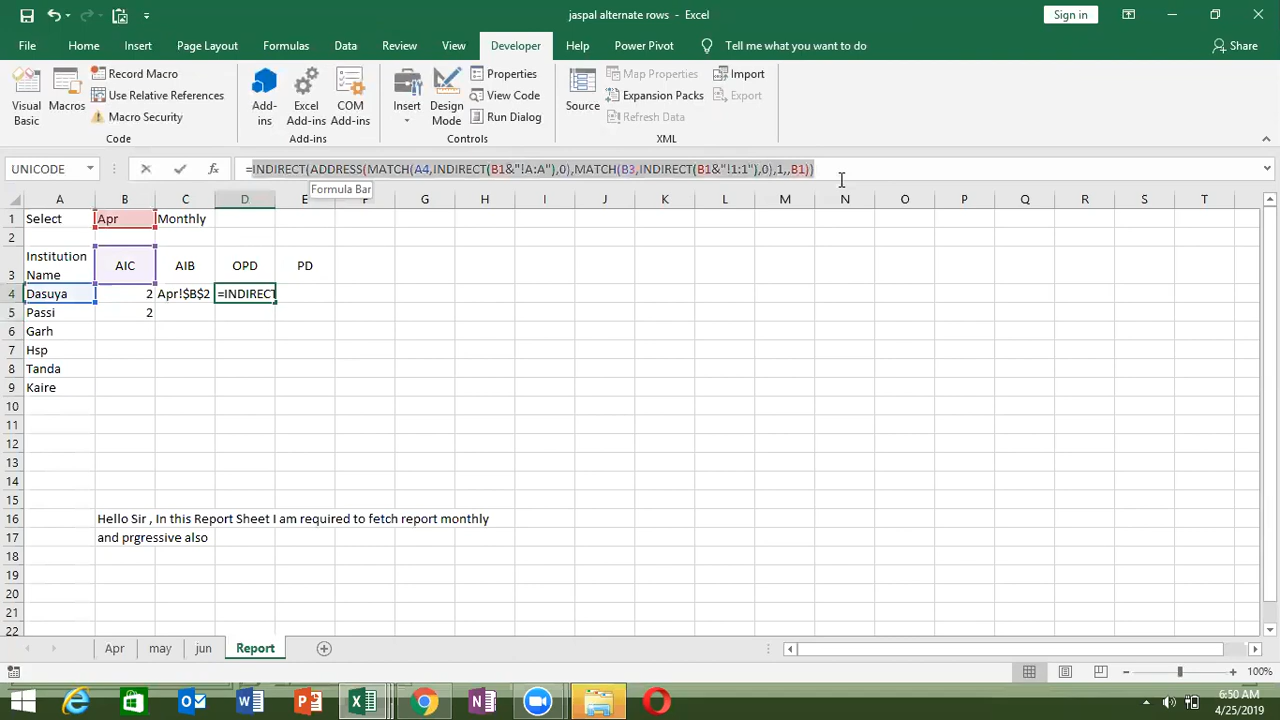 jaspal alternate rows - Excel
Sign in
File Home Insert Page Layout Formulas Data Review View Developer Help Power Pivot Tell me what you want to do Share
Visual Basic
Macros
Record Macro
Use Relative References
Macro Security
Code
Add-ins
Excel Add-ins
COM Add-ins
Add-ins
Insert
Design Mode
Properties
View Code
Run Dialog
Controls
Source
Map Properties
Expansion Packs
Refresh Data
Import
Export
XML
UNICODE
fx
=INDIRECT(ADDRESS(MATCH(A4,INDIRECT(B1&"!A:A"),0),MATCH(B3,INDIRECT(B1&"!1:1"),0),1,,B1))
Formula Bar
A B C D E F G H I J K L M N O P Q R S T
1 Select Apr Monthly
2
3 Institution Name AIC AIB OPD PD
4 Dasuya 2 Apr!$B$2 =INDIRECT
5 Passi 2
6 Garh
7 Hsp
8 Tanda
9 Kaire
10
11
12
13
14
15
16 Hello Sir , In this Report Sheet I am required to fetch report monthly
17 and prgressive also
18
19
20
21
22
Apr may jun Report
100%
6:50 AM
4/25/2019